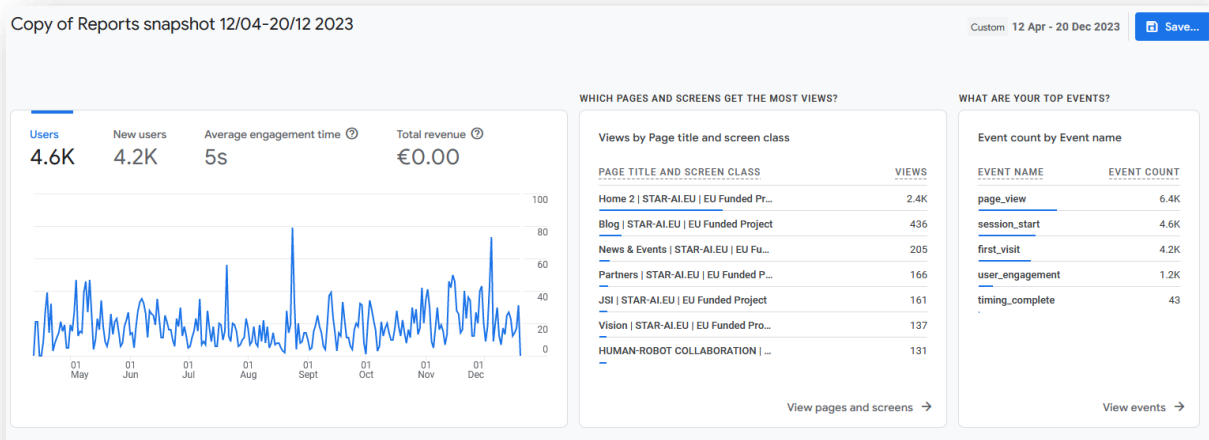 Copy of Reports snapshot 12/04-20/12 2023
Custom 12 Apr - 20 Dec 2023
Save...
Users New users Average engagement time Total revenue
4.6K 4.2K 5s €0.00
100
80
60
40
20
0
01 May 01 Jun 01 Jul 01 Aug 01 Sept 01 Oct 01 Nov 01 Dec
WHICH PAGES AND SCREENS GET THE MOST VIEWS?
Views by Page title and screen class
PAGE TITLE AND SCREEN CLASS VIEWS
Home 2 | STAR-AI.EU | EU Funded Pr... 2.4K
Blog | STAR-AI.EU | EU Funded Project 436
News & Events | STAR-AI.EU | EU Fu... 205
Partners | STAR-AI.EU | EU Funded P... 166
JSI | STAR-AI.EU | EU Funded Project 161
Vision | STAR-AI.EU | EU Funded Pro... 137
HUMAN-ROBOT COLLABORATION | ... 131
View pages and screens
WHAT ARE YOUR TOP EVENTS?
Event count by Event name
EVENT NAME EVENT COUNT
page_view 6.4K
session_start 4.6K
first_visit 4.2K
user_engagement 1.2K
timing_complete 43
View events